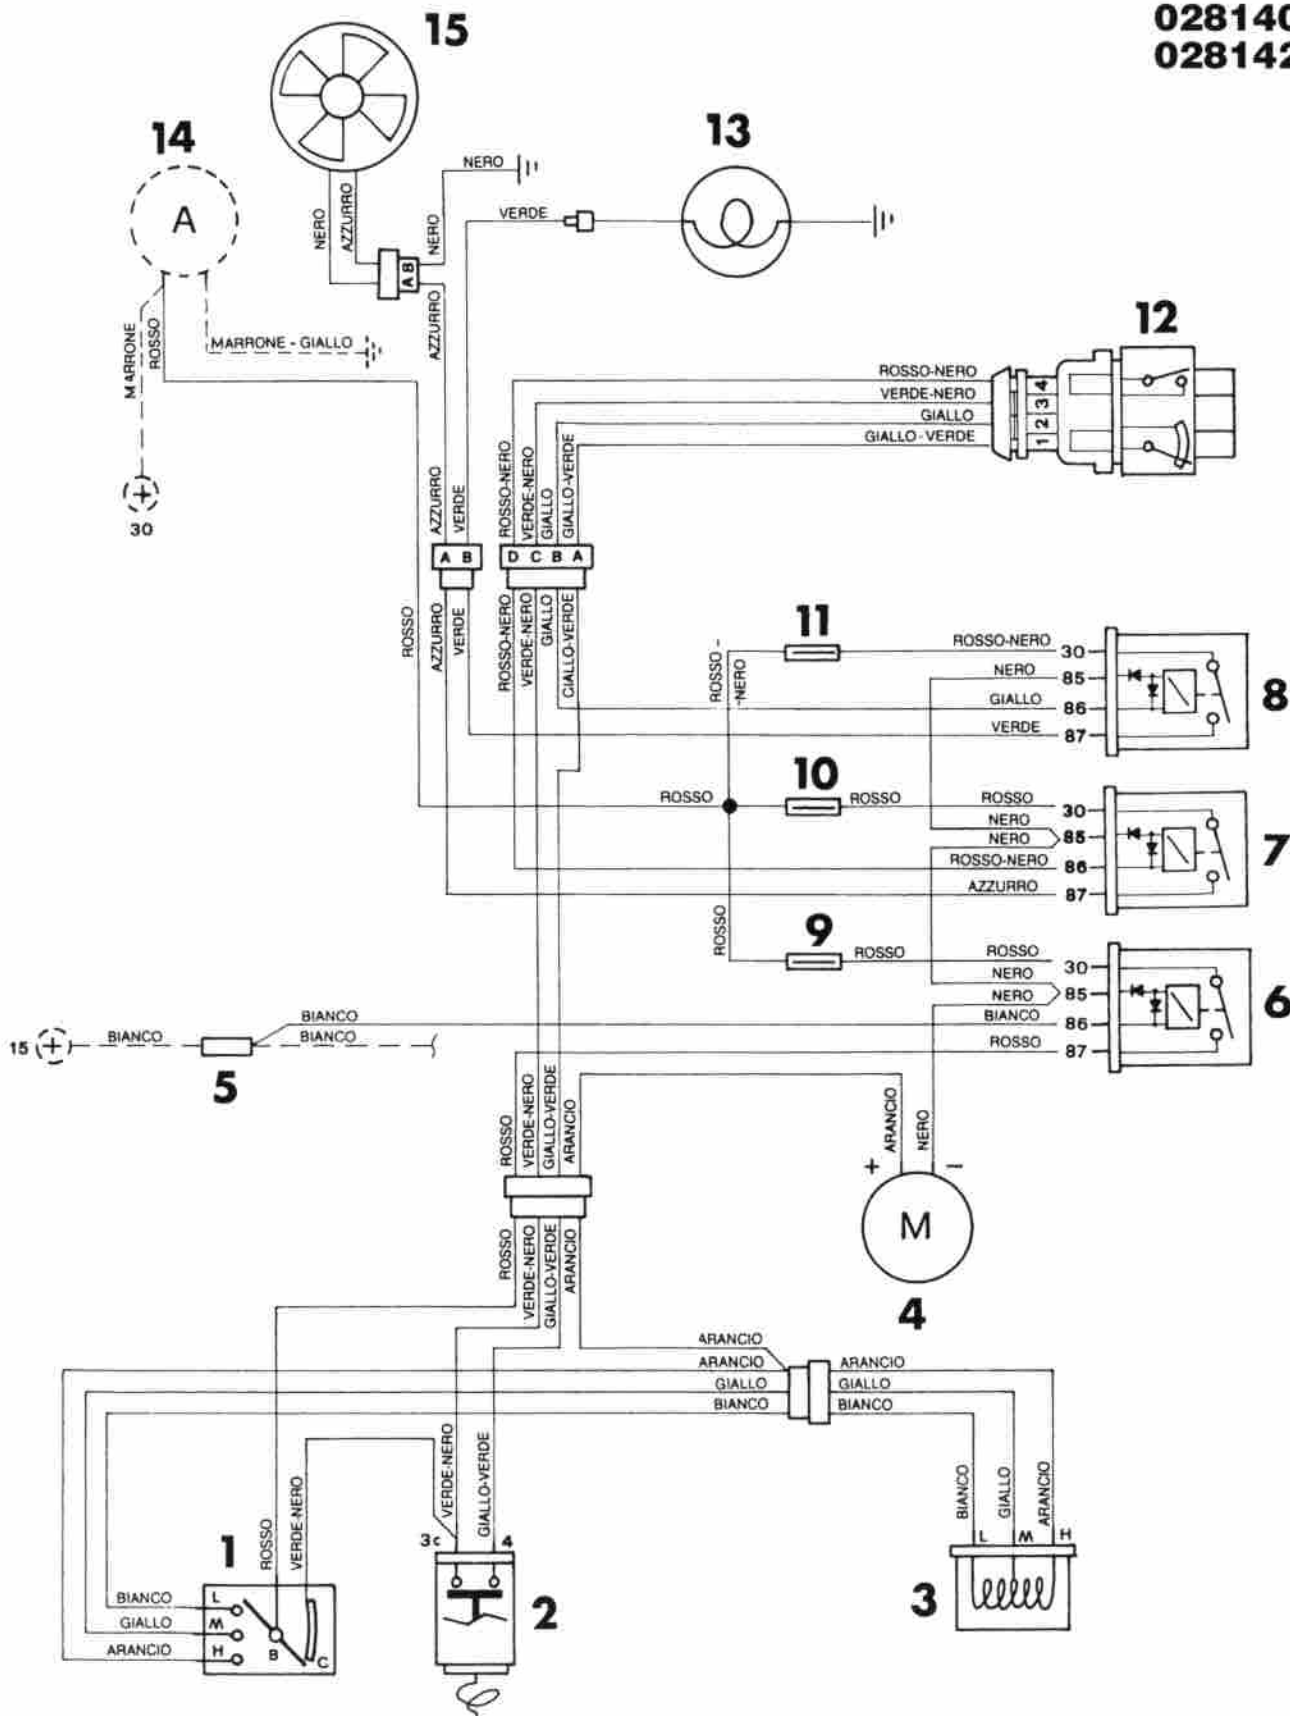 028140
028142
15
14
13
12
A
NERO
AZZURRO
NERO
NERO
VERDE
A B
AZZURRO
MARRONE
ROSSO
MARRONE - GIALLO
30
ROSSO-NERO
VERDE-NERO
GIALLO
GIALLO-VERDE
4
3
2
1
AZZURRO
VERDE
ROSSO-NERO
VERDE-NERO
GIALLO
GIALLO-VERDE
A B
D C B A
ROSSO
AZZURRO
VERDE
ROSSO-NERO
VERDE-NERO
GIALLO
CIALLO-VERDE
11
ROSSO -
-NERO
ROSSO-NERO 30
NERO 85
GIALLO 86
VERDE 87
8
10
ROSSO
ROSSO
ROSSO 30
NERO
NERO 85
ROSSO-NERO 86
AZZURRO 87
7
9
ROSSO
ROSSO
ROSSO 30
NERO
NERO 85
BIANCO 86
ROSSO 87
6
15
BIANCO
BIANCO
BIANCO
5
ROSSO
VERDE-NERO
GIALLO-VERDE
ARANCIO
ARANCIO
NERO
+
−
M
4
ROSSO
VERDE-NERO
GIALLO-VERDE
ARANCIO
ARANCIO
ARANCIO
GIALLO
BIANCO
ARANCIO
GIALLO
BIANCO
VERDE-NERO
GIALLO-VERDE
ROSSO
VERDE-NERO
BIANCO
GIALLO
ARANCIO
L M H
3
3c 4
2
1
BIANCO L
GIALLO M
ARANCIO H
B
C